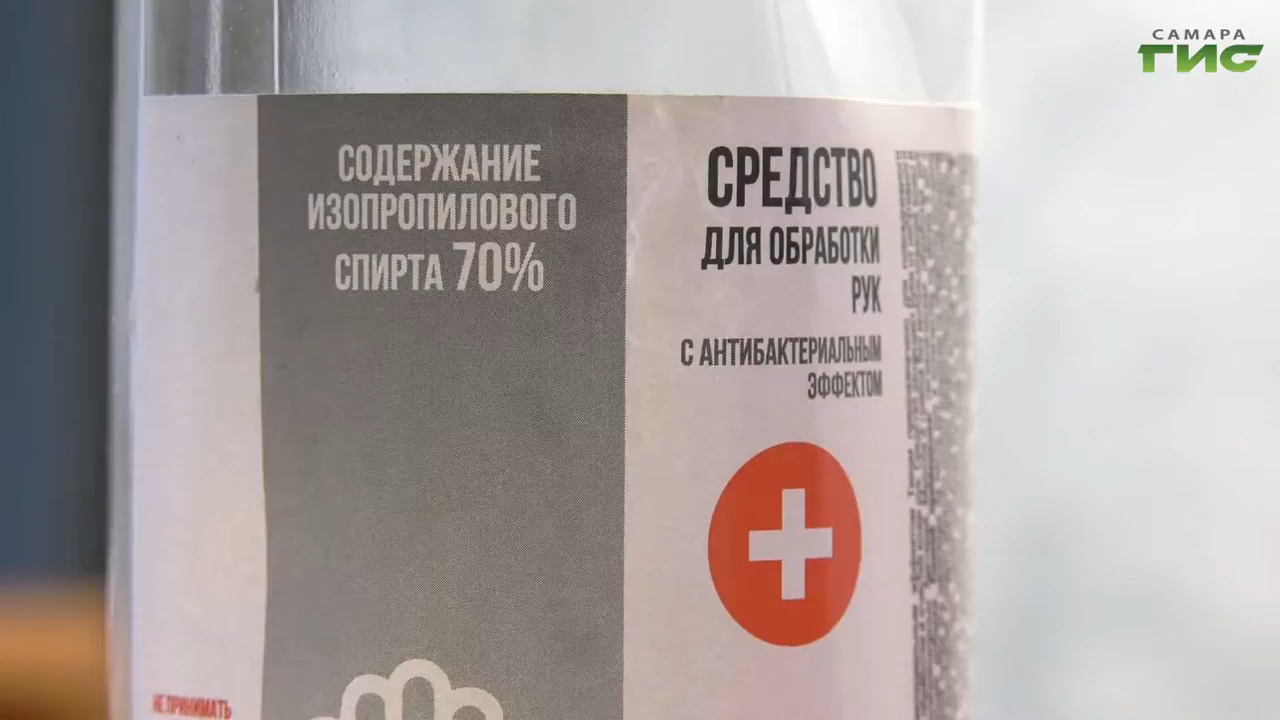 САМАРА
ГИС
СОДЕРЖАНИЕ
ИЗОПРОПИЛОВОГО
СПИРТА 70%
СРЕДСТВО
ДЛЯ ОБРАБОТКИ
РУК
С АНТИБАКТЕРИАЛЬНЫМ
ЭФФЕКТОМ
НЕ ПРИНИМАТЬ